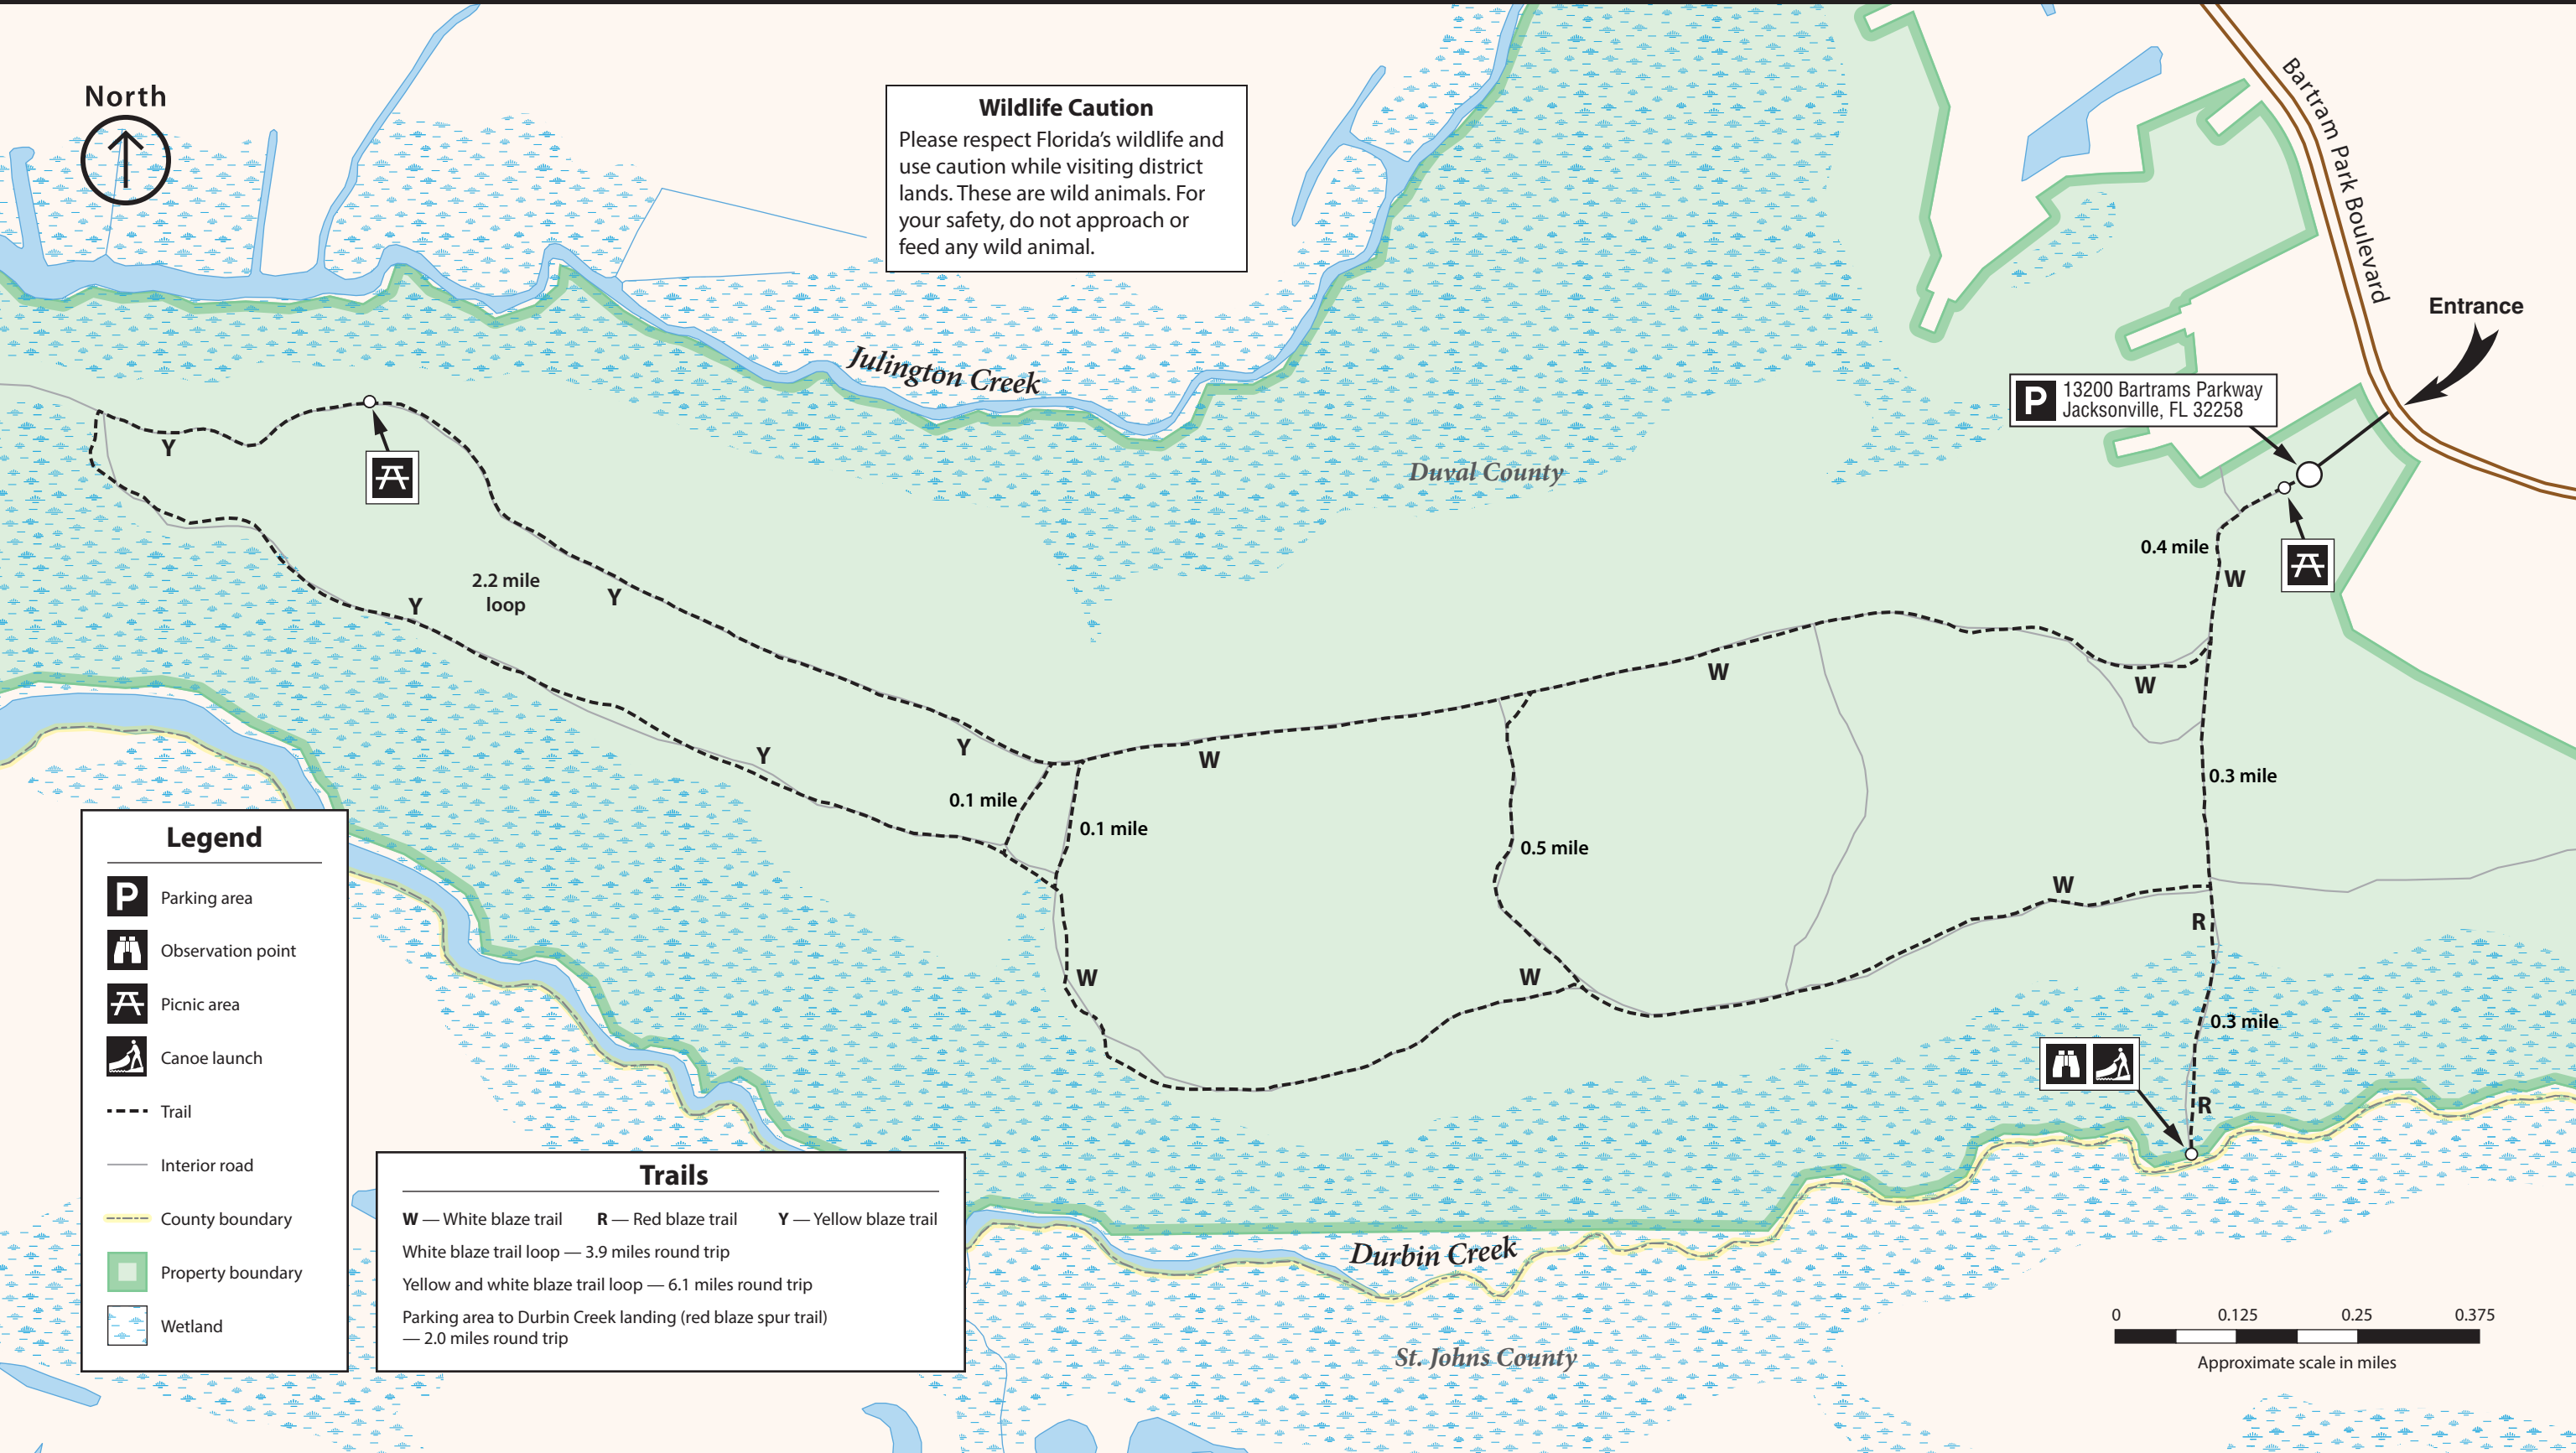 North
Wildlife Caution
Please respect Florida’s wildlife and
use caution while visiting district
lands. These are wild animals. For
your safety, do not approach or
feed any wild animal.
Bartram Park Boulevard
Entrance
Julington Creek
P 13200 Bartrams Parkway
Jacksonville, FL 32258
Duval County
Y
0.4 mile
W
2.2 mile
loop
Y
Y
W
W
Y
Y
W
0.3 mile
0.1 mile
0.1 mile
0.5 mile
W
R
W
W
0.3 mile
R
Legend
P Parking area
Observation point
Picnic area
Canoe launch
Trail
Interior road
County boundary
Property boundary
Wetland
Trails
W — White blaze trail R — Red blaze trail Y — Yellow blaze trail
White blaze trail loop — 3.9 miles round trip
Yellow and white blaze trail loop — 6.1 miles round trip
Parking area to Durbin Creek landing (red blaze spur trail)
— 2.0 miles round trip
Durbin Creek
St. Johns County
0 0.125 0.25 0.375
Approximate scale in miles